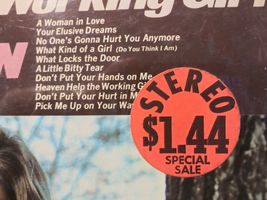 Working Girl
A Woman in Love
Your Elusive Dreams
No One's Gonna Hurt You Anymore
What Kind of a Girl (Do You Think I Am)
What Locks the Door
A Little Bitty Tear
Don't Put Your Hands on Me
Heaven Help the Working G
Don't Put Your Hurt in M
Pick Me Up on Your Way
STEREO
$1.44
SPECIAL
SALE